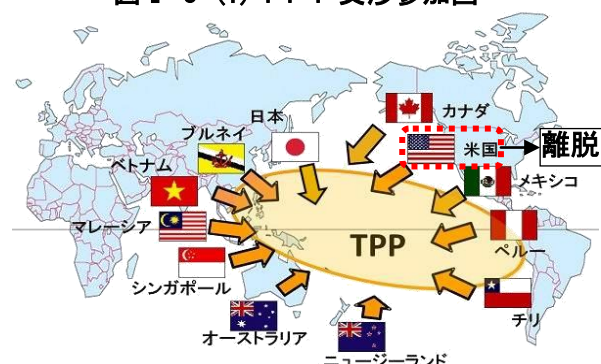 日本
カナダ
ブルネイ
米国
離脱
ベトナム
メキシコ
マレーシア
TPP
ペルー
シンガポール
チリ
オーストラリア
ニュージーランド